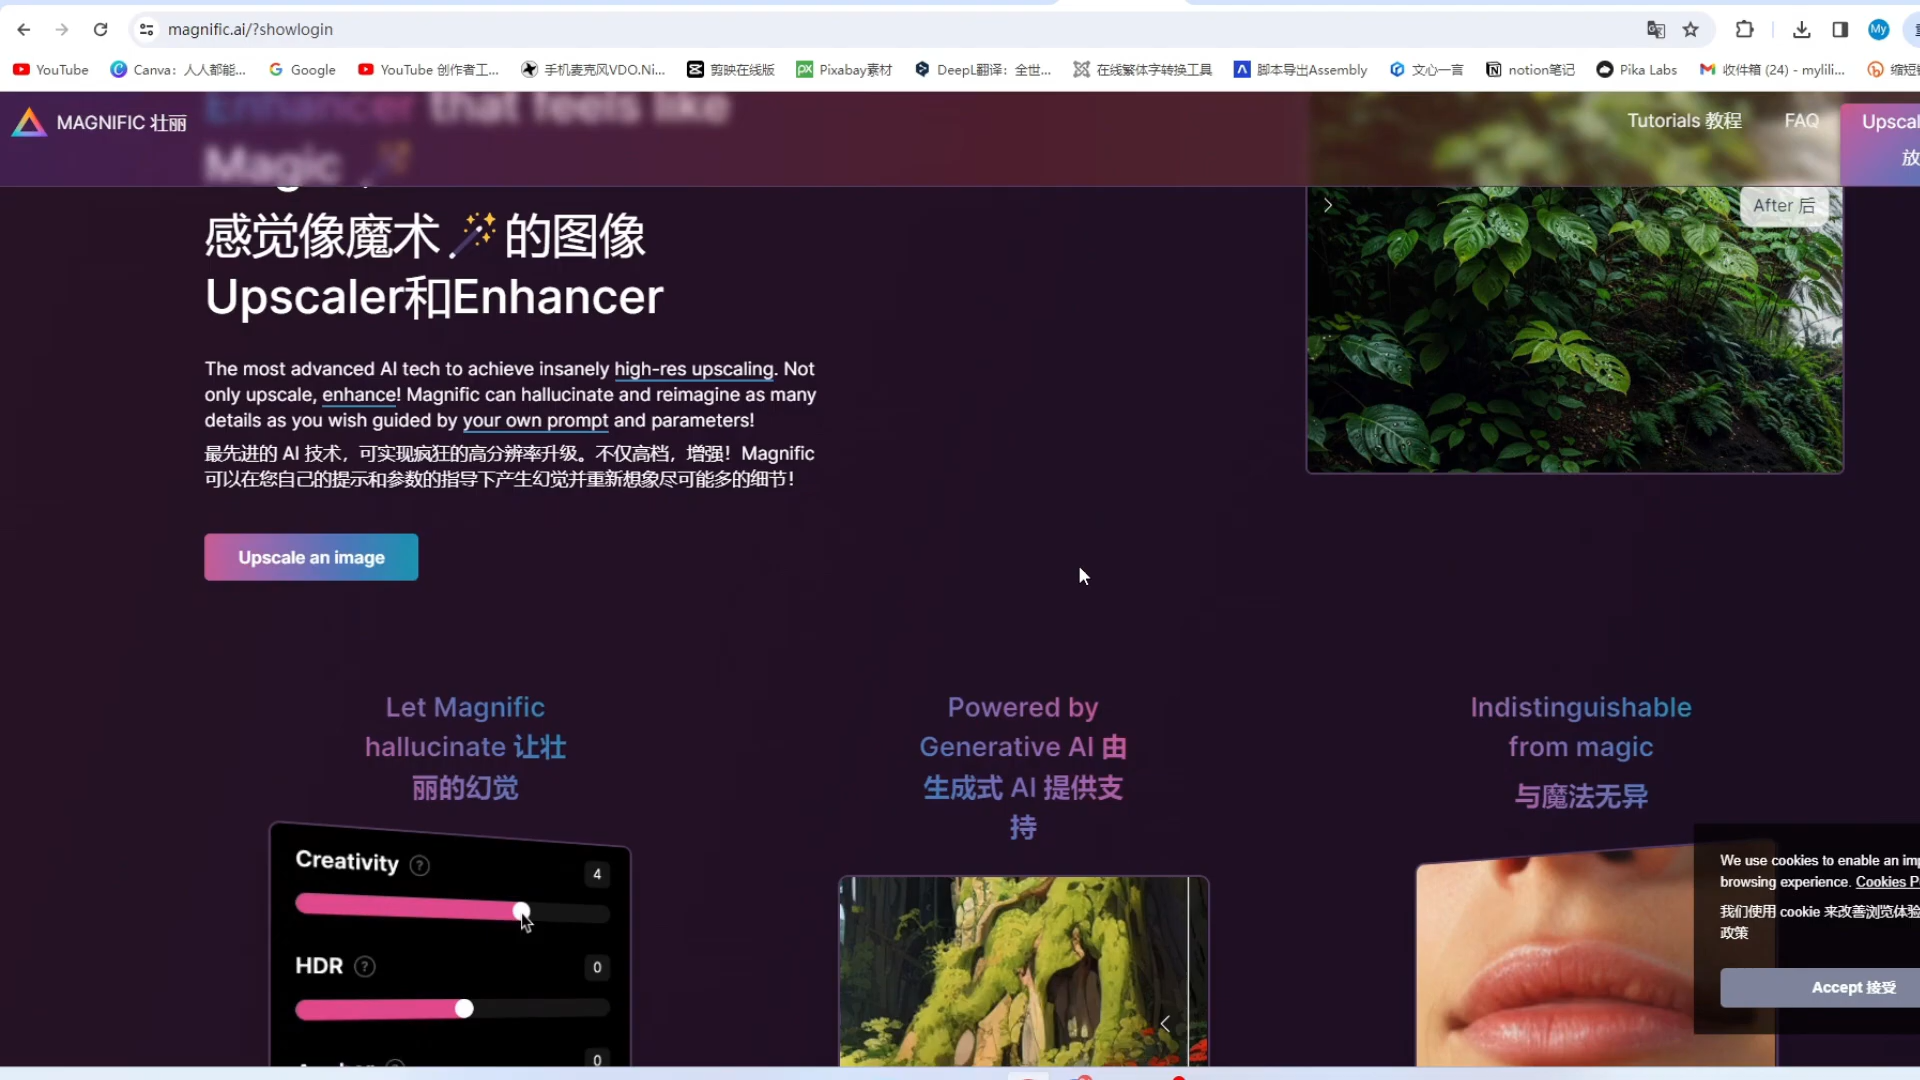 magnific.ai/?showlogin
My
YouTube
Canva：人人都能...
Google
YouTube 创作者工...
手机麦克风VDO.Ni...
剪映在线版
Pixabay素材
DeepL翻译：全世...
在线繁体字转换工具
脚本导出Assembly
文心一言
notion笔记
Pika Labs
收件箱 (24) - mylili...
缩短
MAGNIFIC 壮丽
Enhancer that feels like
Magic
Tutorials 教程
FAQ
Upscal
放
感觉像魔术🪄的图像
Upscaler和Enhancer
After 后
The most advanced AI tech to achieve insanely high-res upscaling. Not
only upscale, enhance! Magnific can hallucinate and reimagine as many
details as you wish guided by your own prompt and parameters!
最先进的 AI 技术，可实现疯狂的高分辨率升级。不仅高档，增强！Magnific
可以在您自己的提示和参数的指导下产生幻觉并重新想象尽可能多的细节！
Upscale an image
Let Magnific
hallucinate 让壮
丽的幻觉
Powered by
Generative AI 由
生成式 AI 提供支
持
Indistinguishable
from magic
与魔法无异
Creativity ? 4
HDR ? 0
0
We use cookies to enable an imp
browsing experience. Cookies P
我们使用 cookie 来改善浏览体验
政策
Accept 接受